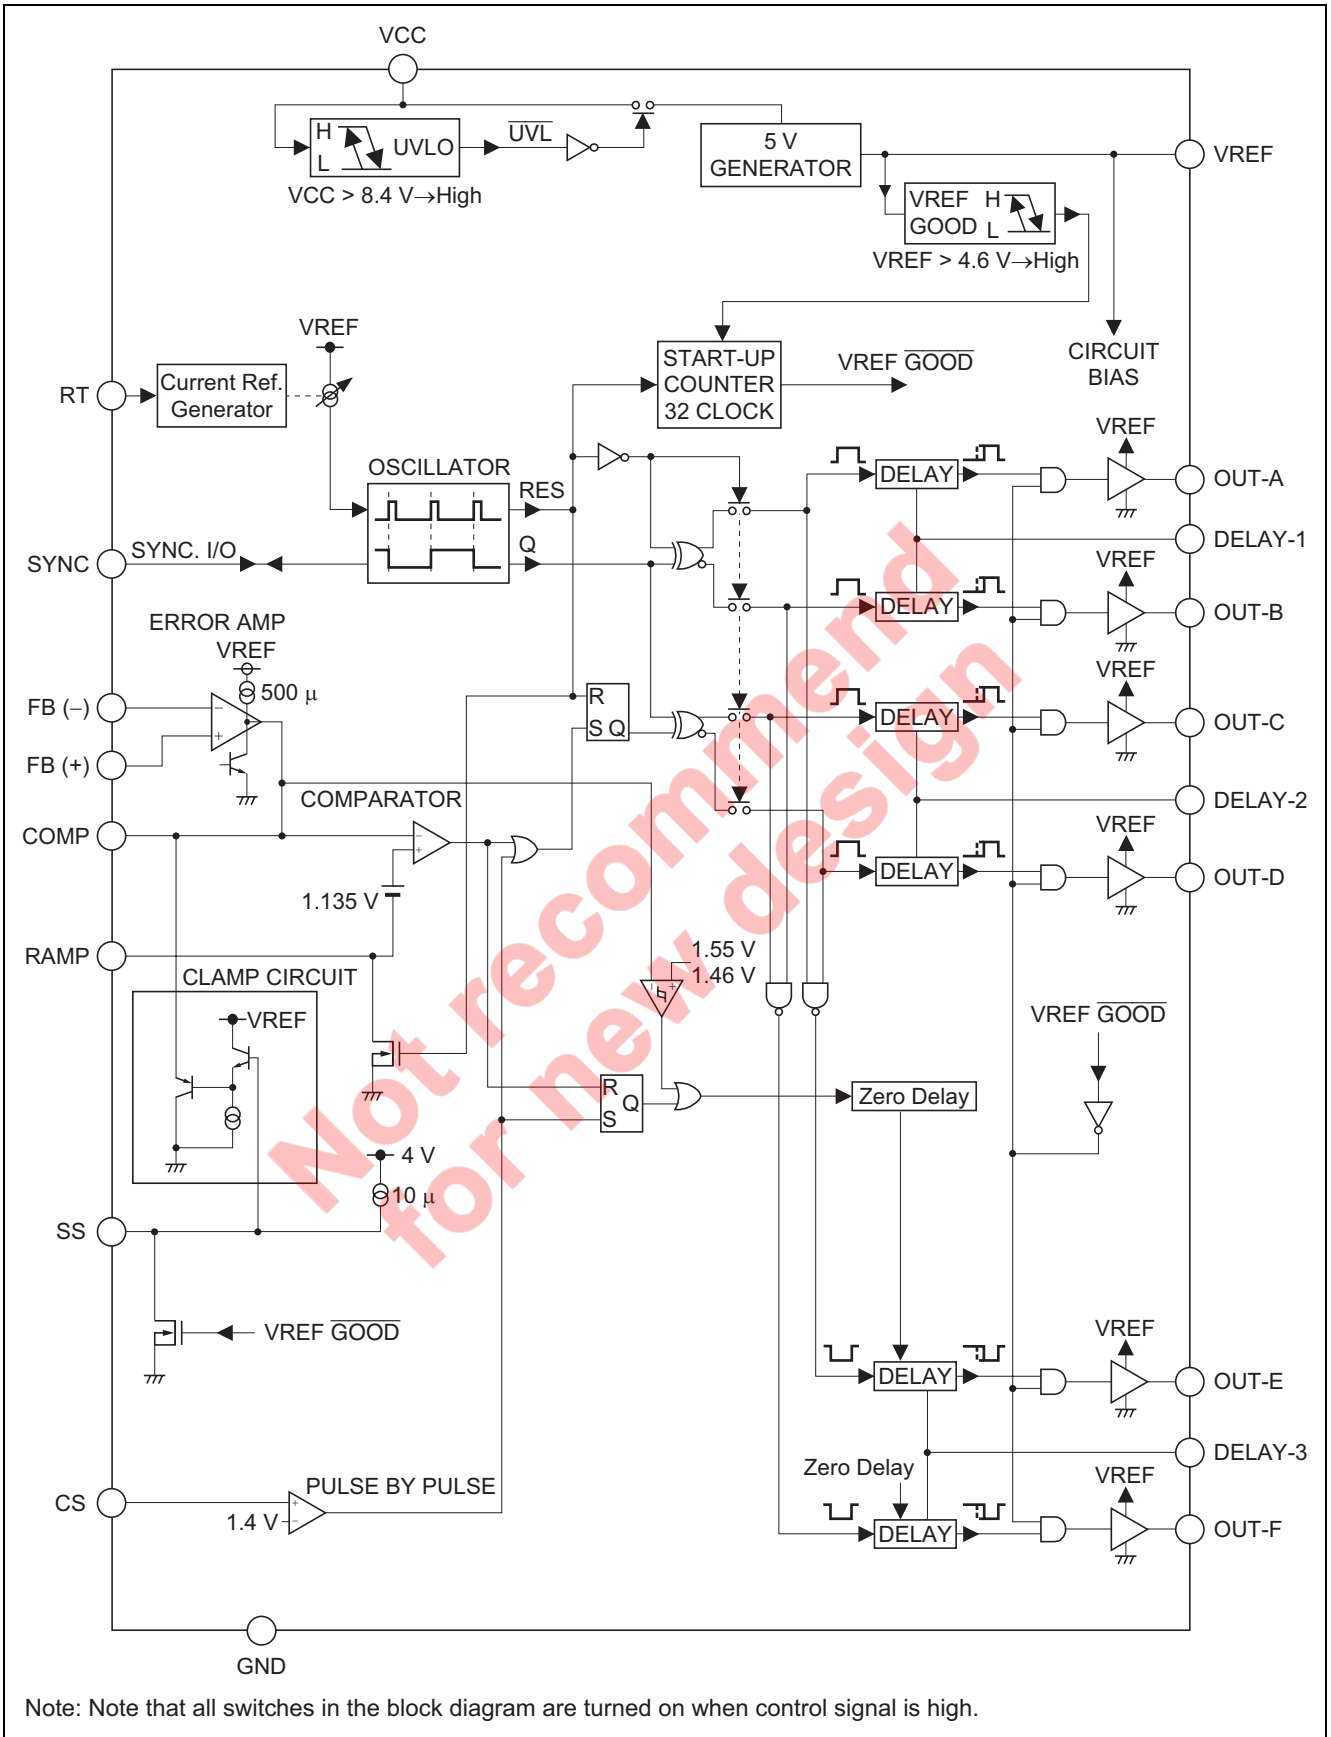 VCC
H
L
UVLO
UVL
VCC > 8.4 V→High
5 V
GENERATOR
VREF
VREF
GOOD
H
L
VREF > 4.6 V→High
VREF
RT
Current Ref.
Generator
START-UP
COUNTER
32 CLOCK
VREF GOOD
CIRCUIT
BIAS
OSCILLATOR
RES
Q
SYNC
SYNC. I/O
VREF
DELAY
OUT-A
DELAY-1
VREF
DELAY
OUT-B
ERROR AMP
VREF
500 μ
FB (−)
FB (+)
R
S Q
VREF
DELAY
OUT-C
DELAY-2
COMPARATOR
COMP
1.135 V
VREF
DELAY
OUT-D
RAMP
1.55 V
1.46 V
CLAMP CIRCUIT
VREF
VREF GOOD
R
Q
S
Zero Delay
4 V
10 μ
SS
VREF GOOD
VREF
DELAY
OUT-E
DELAY-3
Zero Delay
VREF
DELAY
OUT-F
CS
PULSE BY PULSE
1.4 V
GND
Not recommend
for new design
Note: Note that all switches in the block diagram are turned on when control signal is high.